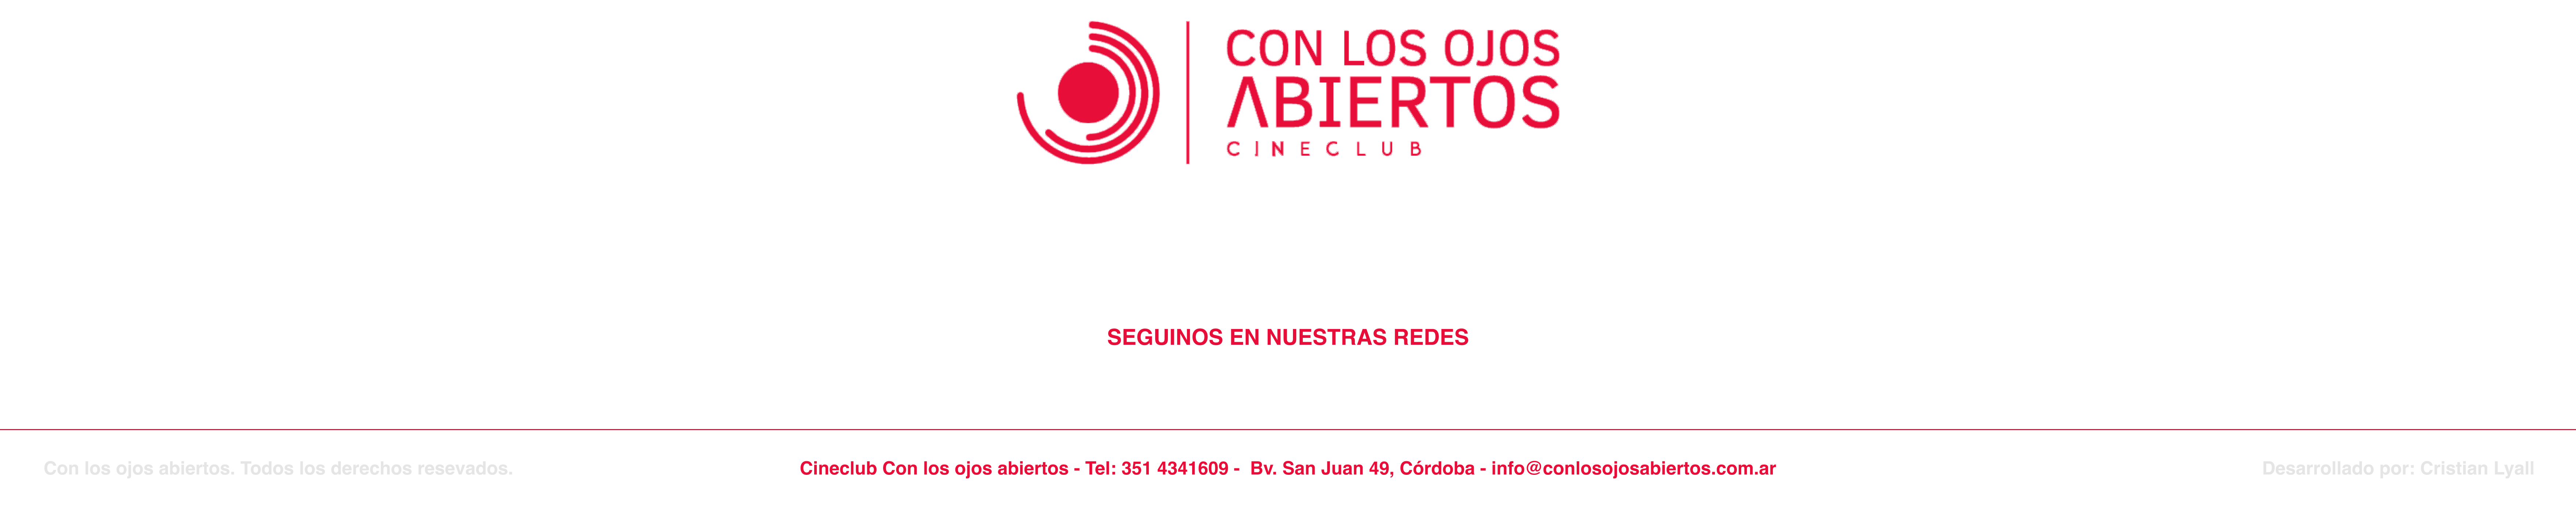 CON LOS OJOS
ABIERTOS
CINECLUB
SEGUINOS EN NUESTRAS REDES
Con los ojos abiertos. Todos los derechos resevados.
Cineclub Con los ojos abiertos - Tel: 351 4341609 -  Bv. San Juan 49, Córdoba - info@conlosojosabiertos.com.ar
Desarrollado por: Cristian Lyall